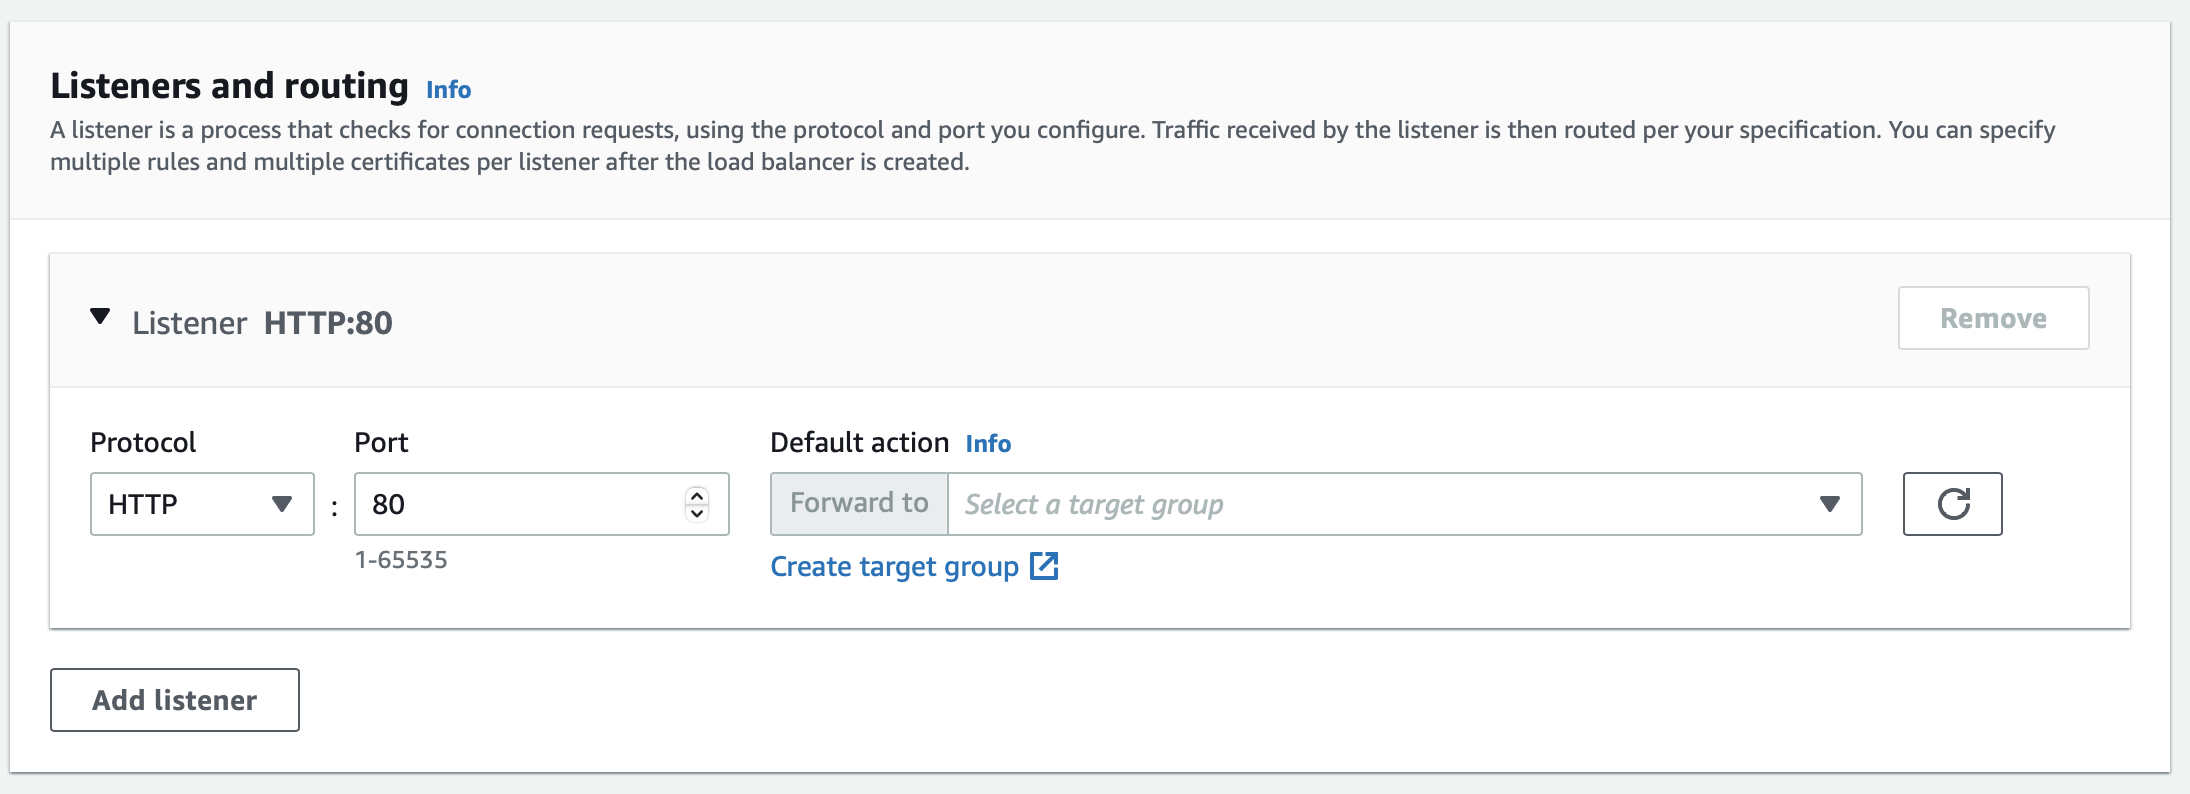 Listeners and routing Info
A listener is a process that checks for connection requests, using the protocol and port you configure. Traffic received by the listener is then routed per your specification. You can specify
multiple rules and multiple certificates per listener after the load balancer is created.
Listener HTTP:80
Remove
Protocol
Port
Default action Info
HTTP
:
80
Forward to
Select a target group
1-65535
Create target group
Add listener